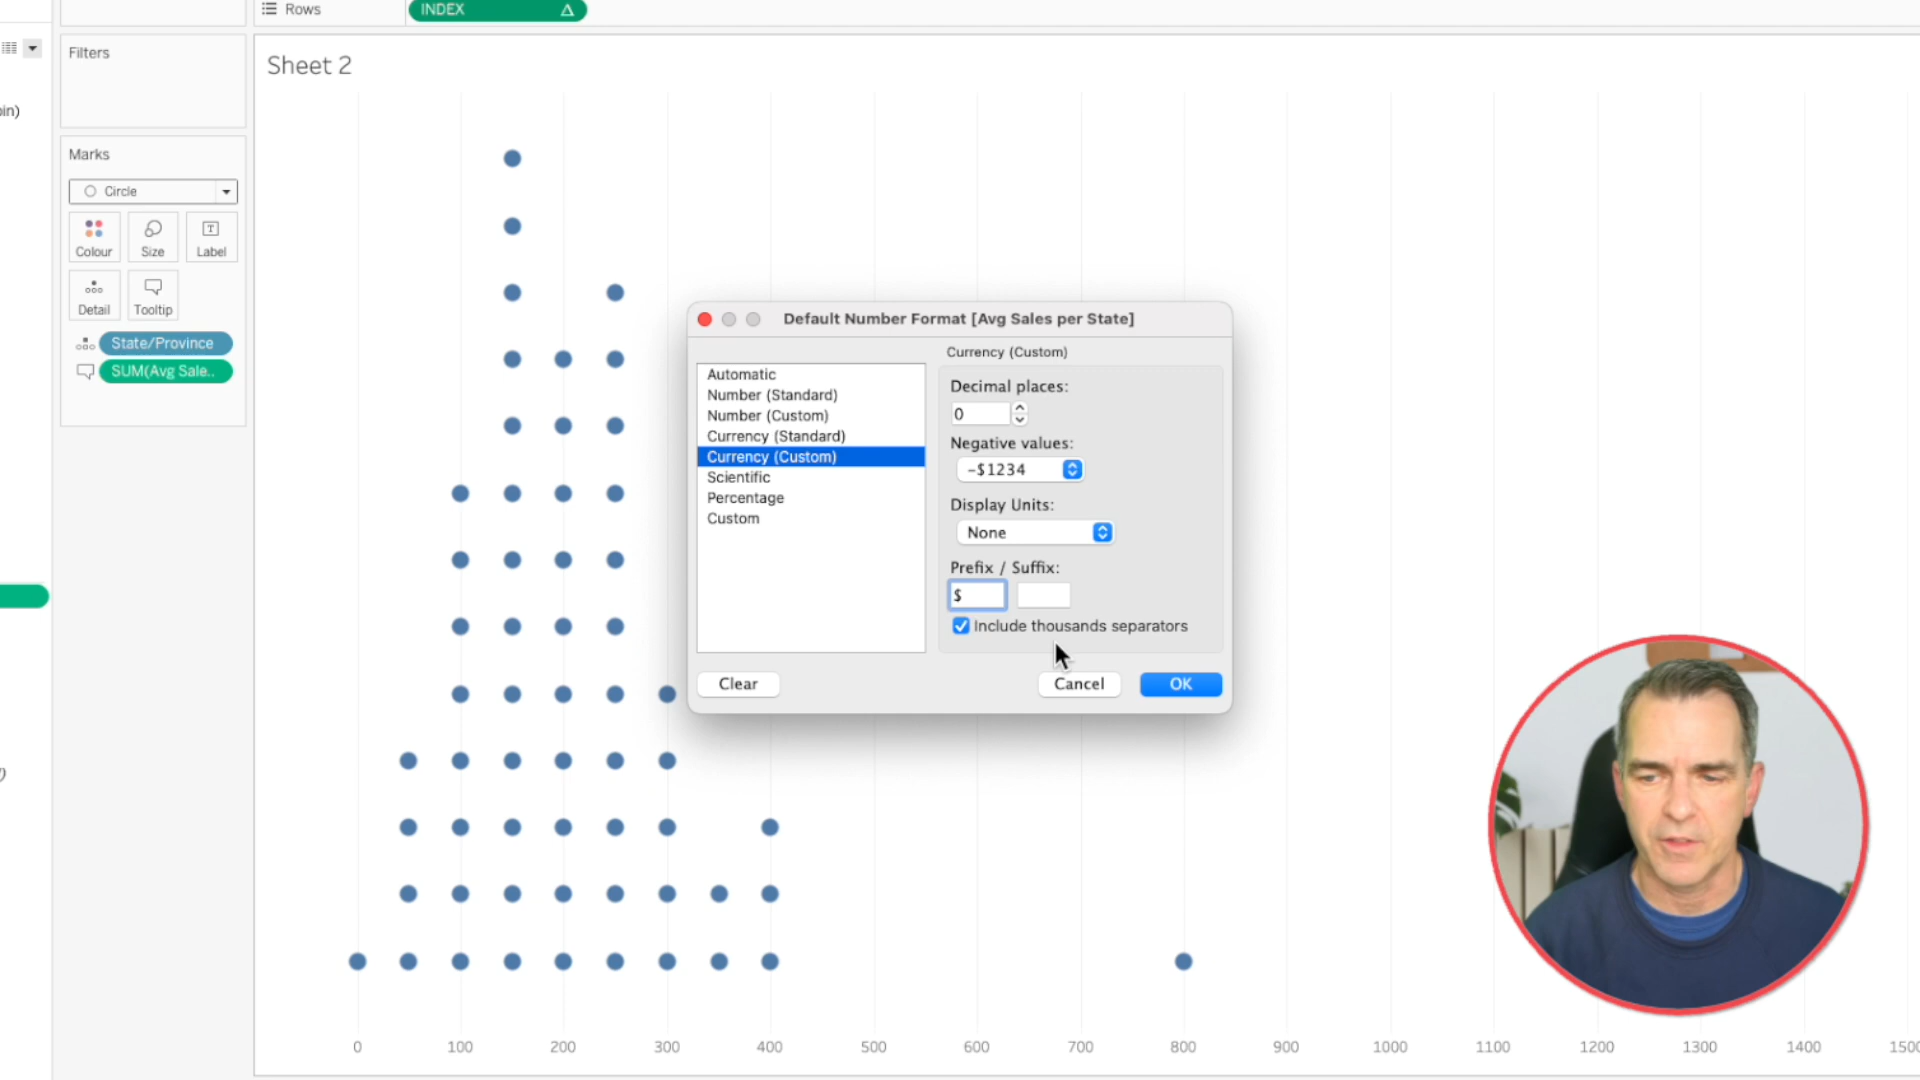 Rows
INDEX
Filters
Sheet 2
in)
Marks
Circle
Colour
Size
Label
Detail
Tooltip
State/Province
SUM(Avg Sale..
Default Number Format [Avg Sales per State]
Automatic
Number (Standard)
Number (Custom)
Currency (Standard)
Currency (Custom)
Scientific
Percentage
Custom
Currency (Custom)
Decimal places:
0
Negative values:
-$1234
Display Units:
None
Prefix / Suffix:
$
Include thousands separators
Clear
Cancel
OK
)
0 100 200 300 400 500 600 700 800 900 1000 1100 1200 1300 1400 1500